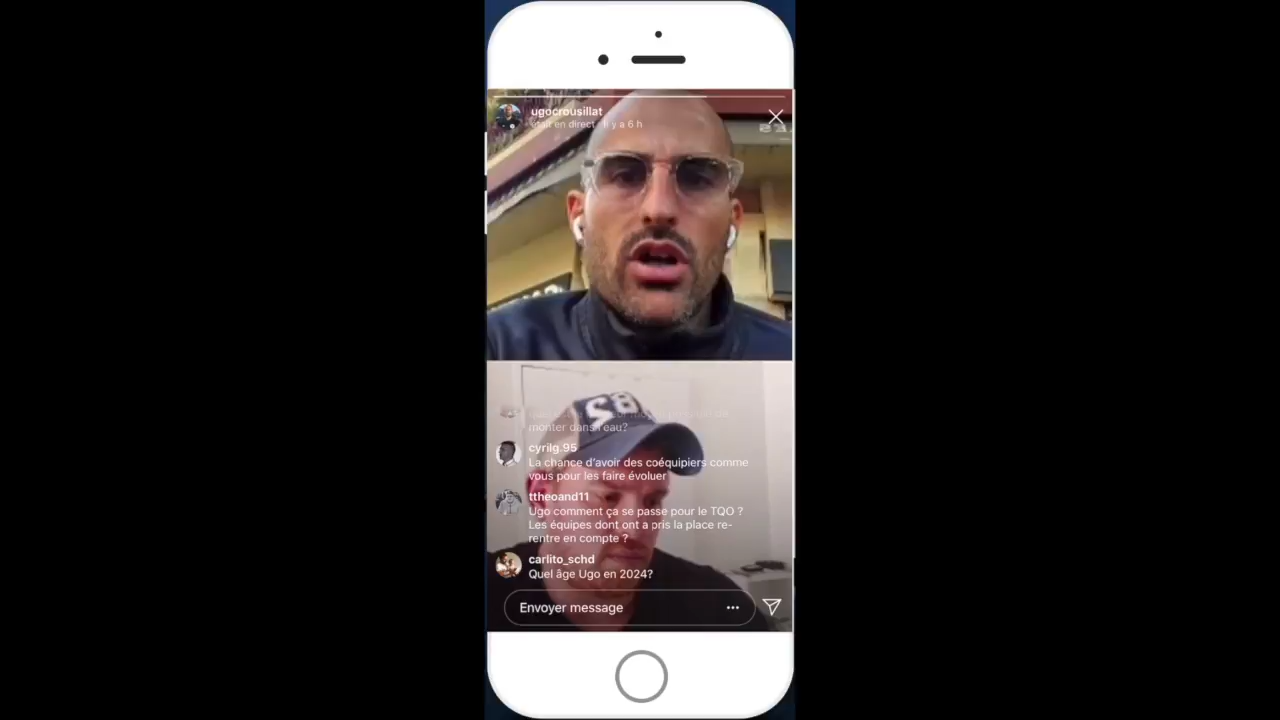 ugocrousillat
était en direct · Il y a 6 h
monter dans l'eau?
cyrilg.95
La chance d'avoir des coéquipiers comme
vous pour les faire évoluer
ttheoand11
Ugo comment ça se passe pour le TQO ?
Les équipes dont ont a pris la place re-
rentre en compte ?
carlito_schd
Quel âge Ugo en 2024?
Envoyer message